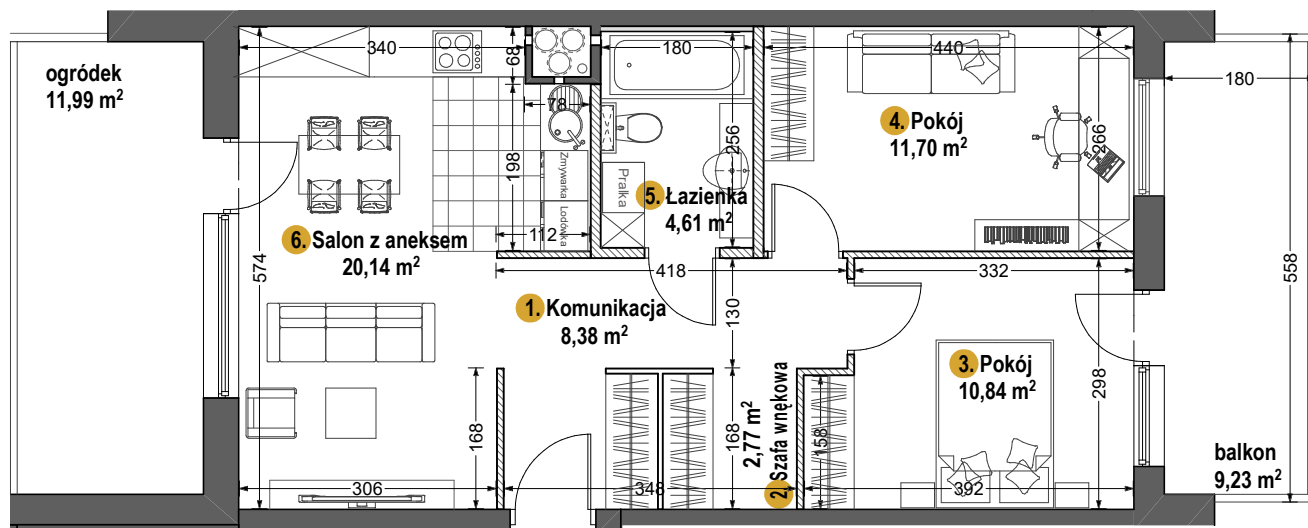 ogródek
11,99 m²
340
68
78
180
440
180
574
198
Zmywarka
Lodówka
112
256
Pralka
5. Łazienka
4,61 m²
4. Pokój
11,70 m²
266
6. Salon z aneksem
20,14 m²
418
332
558
1. Komunikacja
8,38 m²
130
3. Pokój
10,84 m²
298
168
168
2,77 m²
2. Szafa wnękowa
158
306
348
392
balkon
9,23 m²